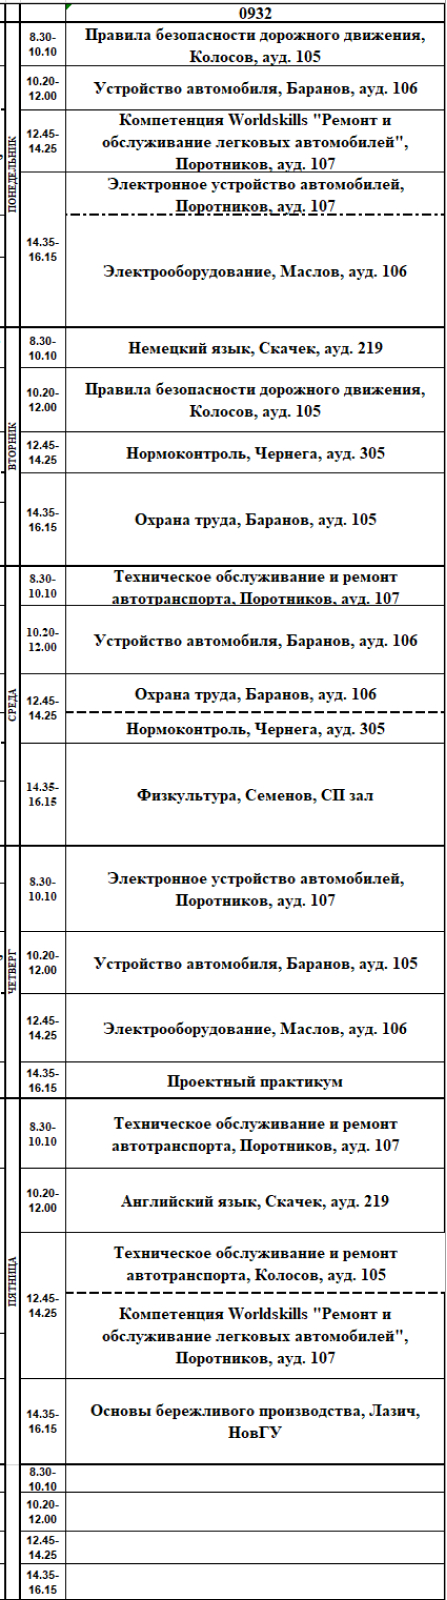 0932
ПОНЕДЕЛЬНИК
8.30-
10.10
Правила безопасности дорожного движения,
Колосов, ауд. 105
10.20-
12.00
Устройство автомобиля, Баранов, ауд. 106
12.45-
14.25
Компетенция Worldskills "Ремонт и
обслуживание легковых автомобилей",
Поротников, ауд. 107
14.35-
16.15
Электронное устройство автомобилей,
Поротников, ауд. 107
Электрооборудование, Маслов, ауд. 106
ВТОРНИК
8.30-
10.10
Немецкий язык, Скачек, ауд. 219
10.20-
12.00
Правила безопасности дорожного движения,
Колосов, ауд. 105
12.45-
14.25
Нормоконтроль, Чернега, ауд. 305
14.35-
16.15
Охрана труда, Баранов, ауд. 105
СРЕДА
8.30-
10.10
Техническое обслуживание и ремонт
автотранспорта, Поротников, ауд. 107
10.20-
12.00
Устройство автомобиля, Баранов, ауд. 106
12.45-
14.25
Охрана труда, Баранов, ауд. 106
Нормоконтроль, Чернега, ауд. 305
14.35-
16.15
Физкультура, Семенов, СП зал
ЧЕТВЕРГ
8.30-
10.10
Электронное устройство автомобилей,
Поротников, ауд. 107
10.20-
12.00
Устройство автомобиля, Баранов, ауд. 105
12.45-
14.25
Электрооборудование, Маслов, ауд. 106
14.35-
16.15
Проектный практикум
ПЯТНИЦА
8.30-
10.10
Техническое обслуживание и ремонт
автотранспорта, Поротников, ауд. 107
10.20-
12.00
Английский язык, Скачек, ауд. 219
12.45-
14.25
Техническое обслуживание и ремонт
автотранспорта, Колосов, ауд. 105
Компетенция Worldskills "Ремонт и
обслуживание легковых автомобилей",
Поротников, ауд. 107
14.35-
16.15
Основы бережливого производства, Лазич,
НовГУ
8.30-
10.10
10.20-
12.00
12.45-
14.25
14.35-
16.15